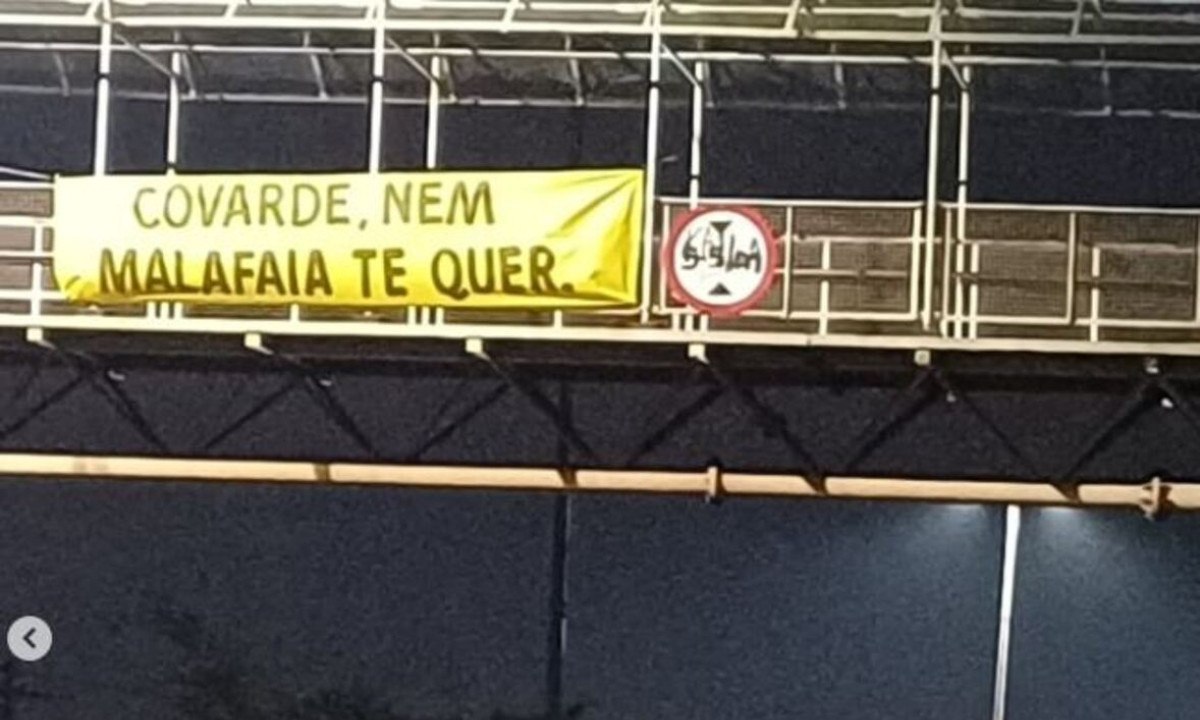 COVARDE, NEM
MALAFAIA TE QUER.